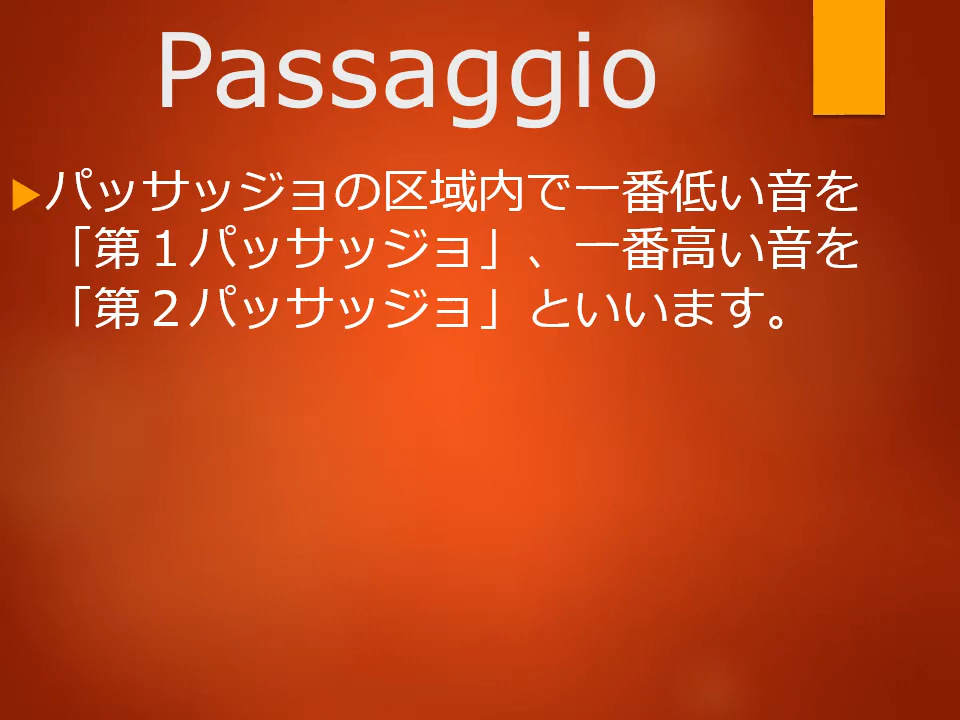 Passaggio
パッサッジョの区域内で一番低い音を
「第１パッサッジョ」、一番高い音を
「第２パッサッジョ」といいます。